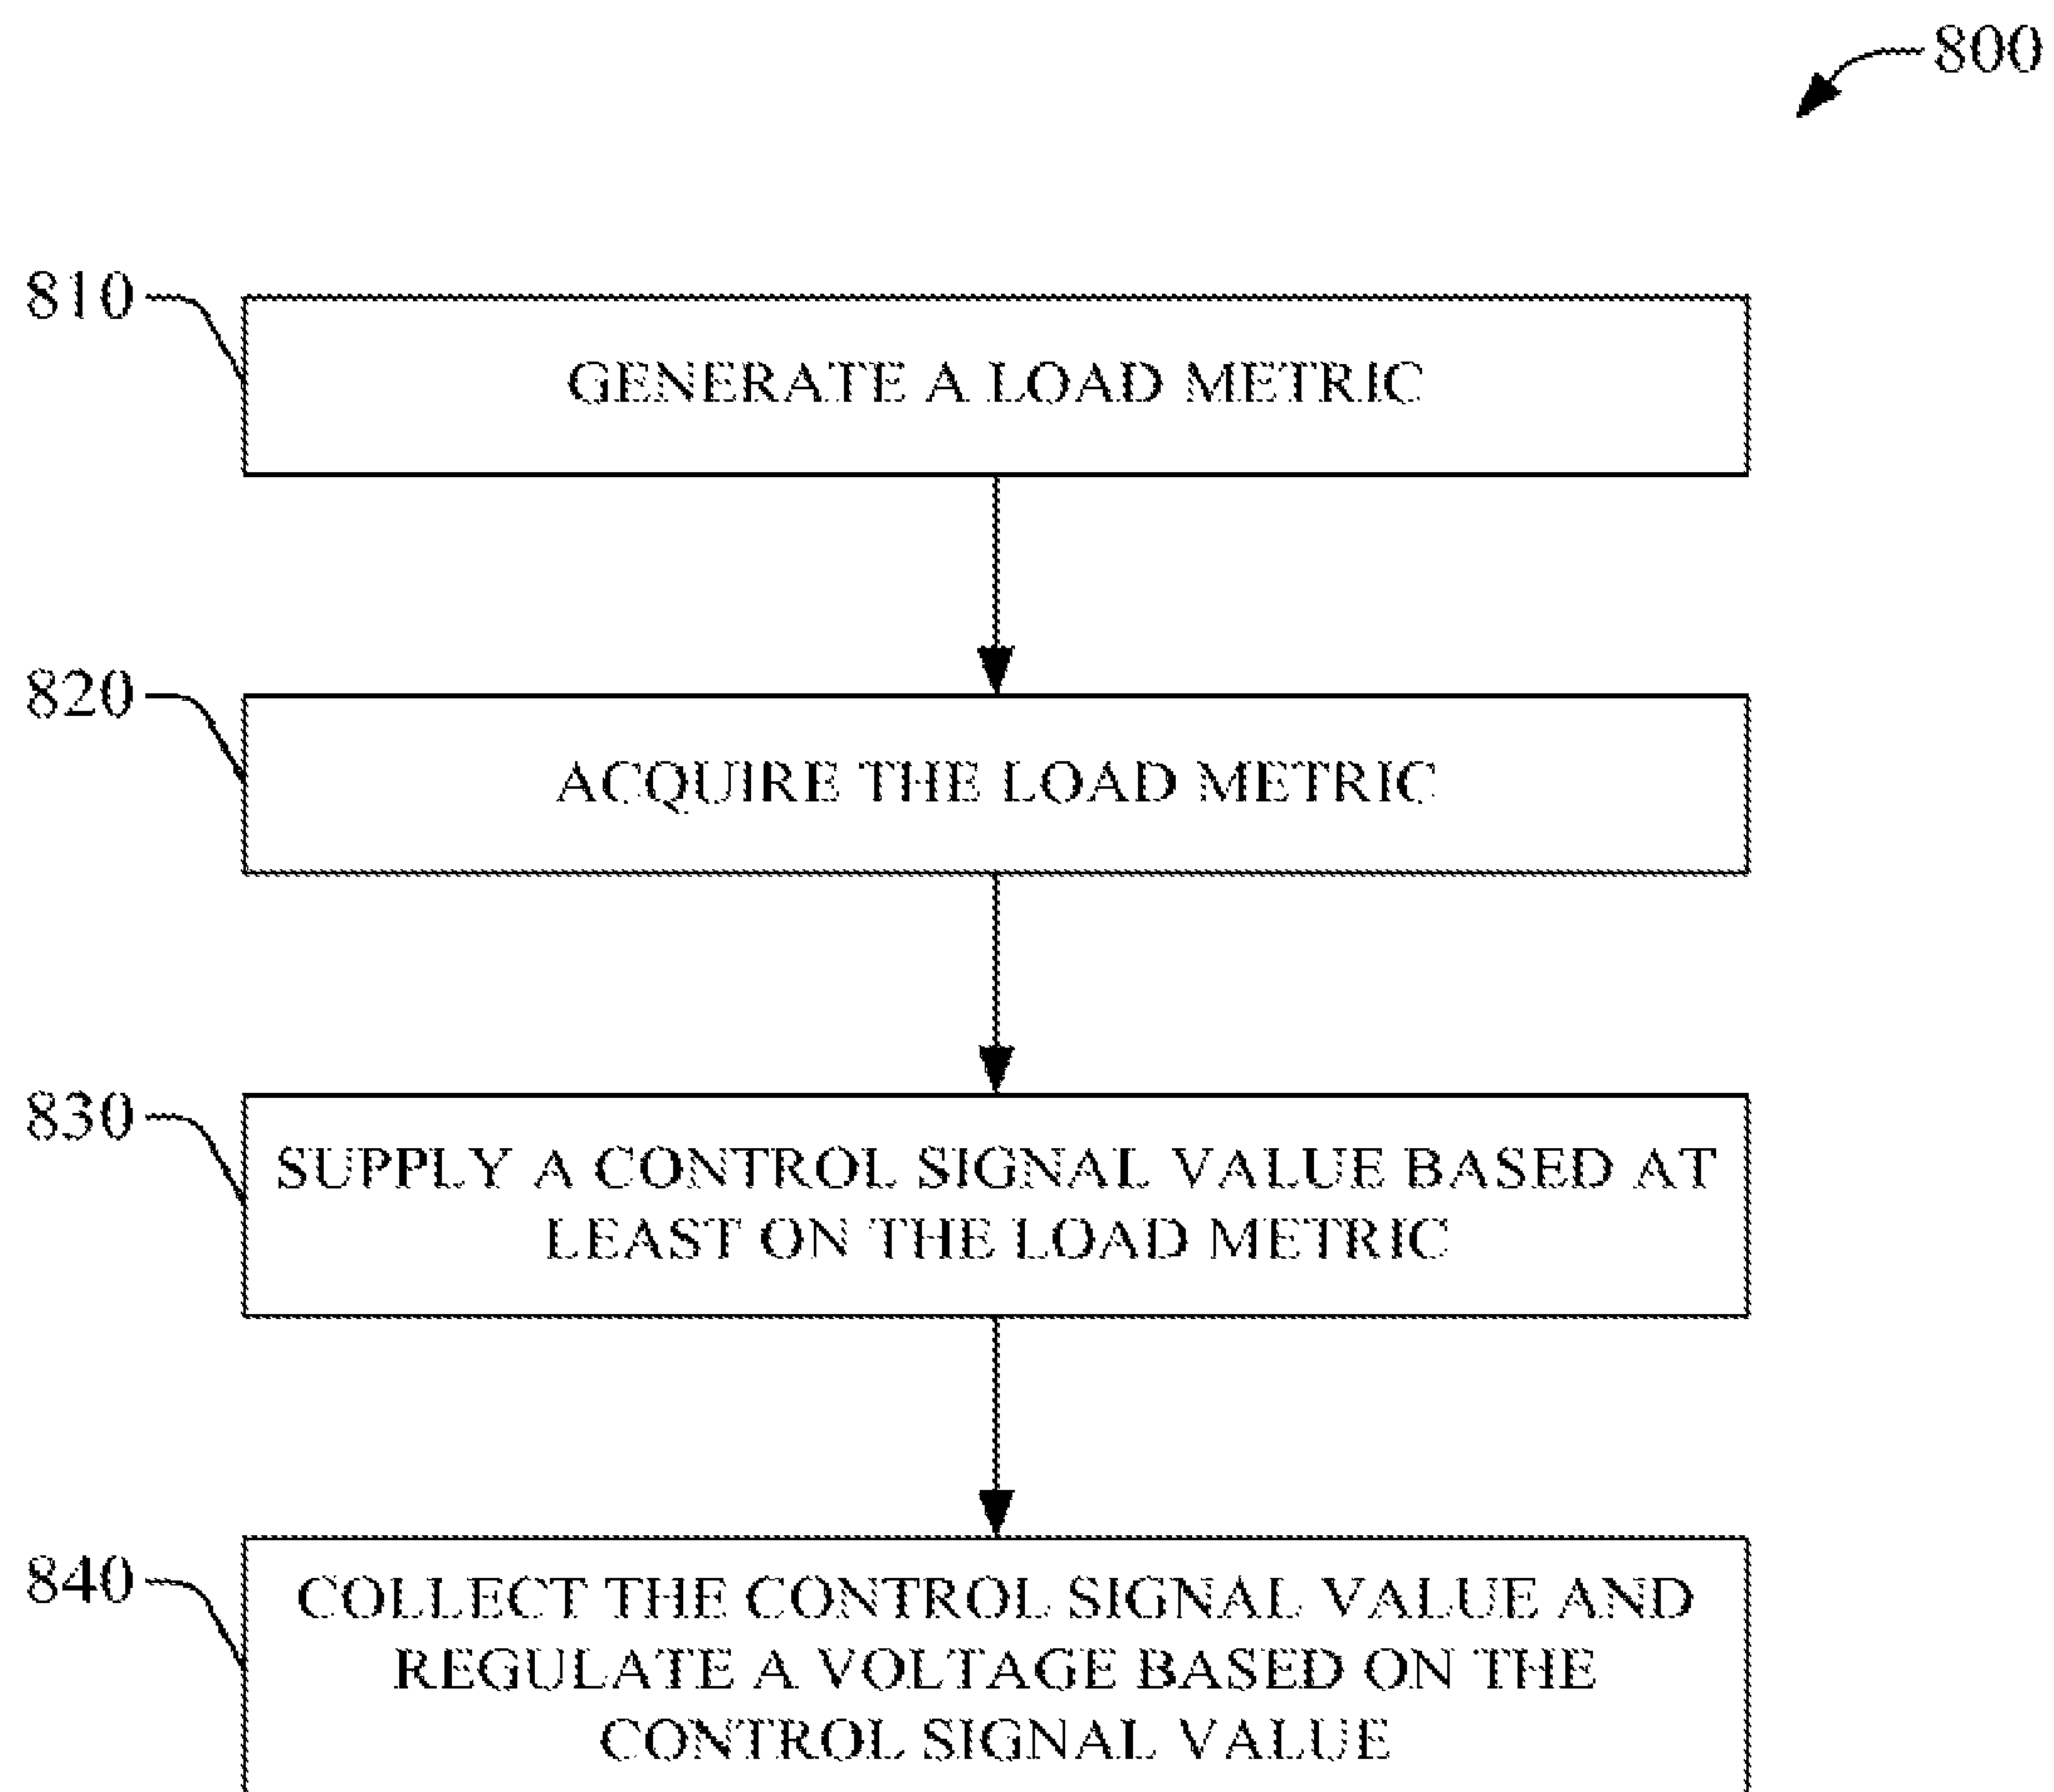 800
810
GENERATE A LOAD METRIC
820
ACQUIRE THE LOAD METRIC
830
SUPPLY A CONTROL SIGNAL VALUE BASED AT
LEAST ON THE LOAD METRIC
840
COLLECT THE CONTROL SIGNAL VALUE AND
REGULATE A VOLTAGE BASED ON THE
CONTROL SIGNAL VALUE